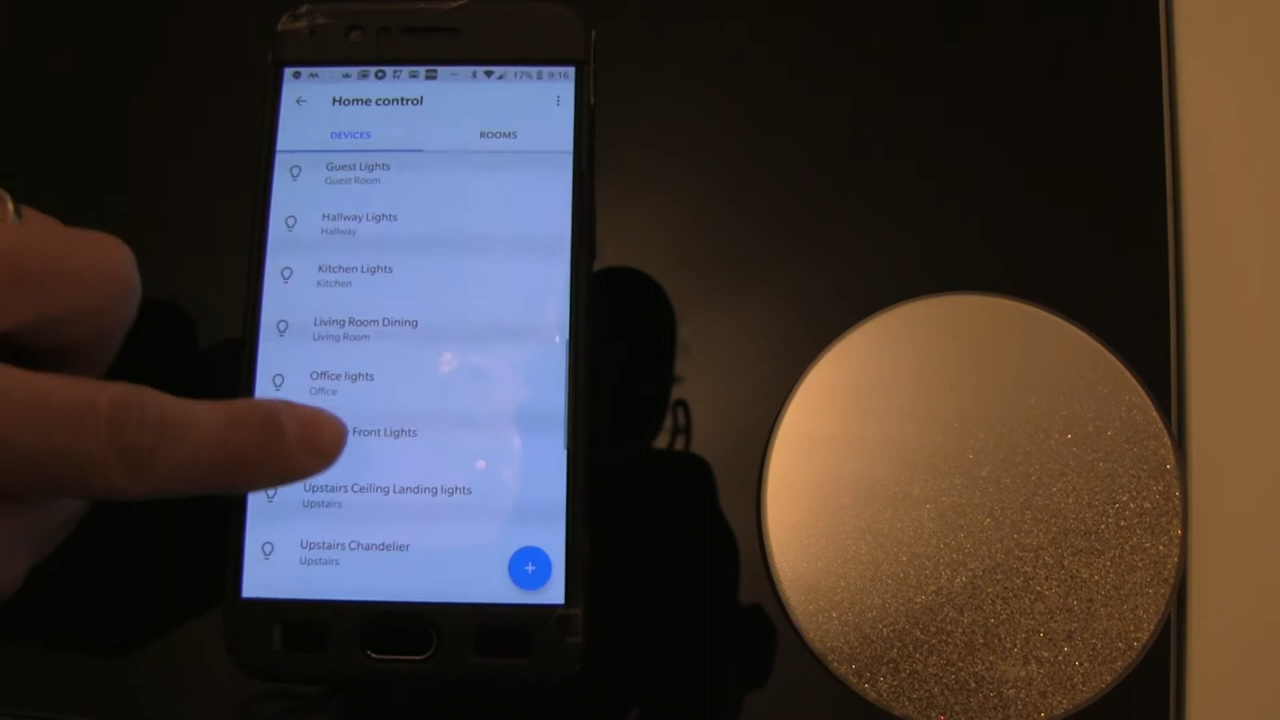 17% 9:16
Home control
DEVICES ROOMS
Guest Lights
Guest Room
Hallway Lights
Hallway
Kitchen Lights
Kitchen
Living Room Dining
Living Room
Office lights
Office
Front Lights
Upstairs Ceiling Landing lights
Upstairs
Upstairs Chandelier
Upstairs
+